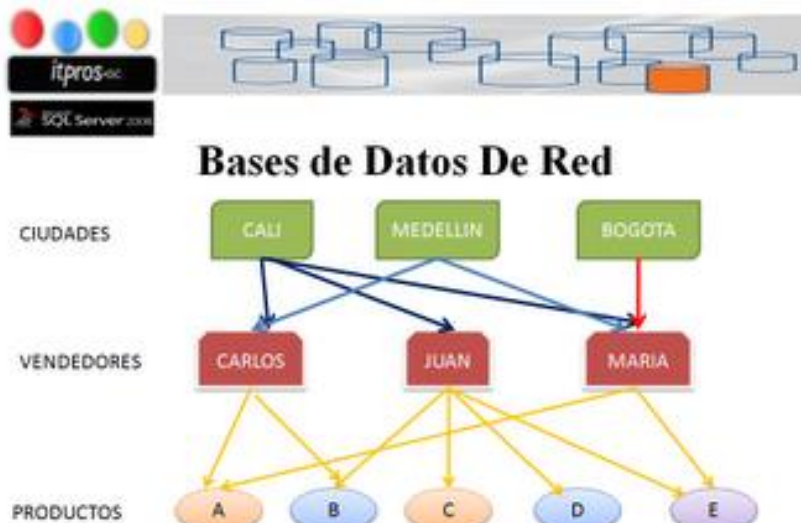 itpros
SQL Server 2008
Bases de Datos De Red
CIUDADES
CALI
MEDELLIN
BOGOTA
VENDEDORES
CARLOS
JUAN
MARIA
PRODUCTOS
A
B
C
D
E